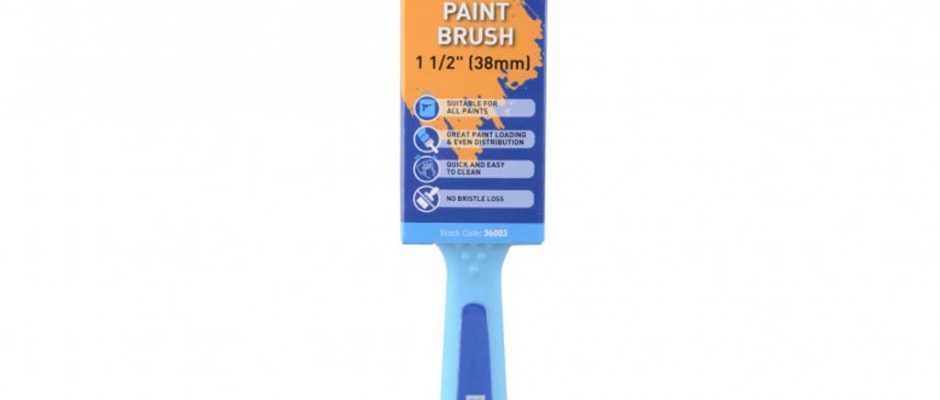 PAINT
BRUSH
1 1/2" (38mm)
SUITABLE FOR
ALL PAINTS
GREAT PAINT LOADING
& EVEN DISTRIBUTION
QUICK AND EASY
TO CLEAN
NO BRISTLE LOSS
Stock Code: 36003